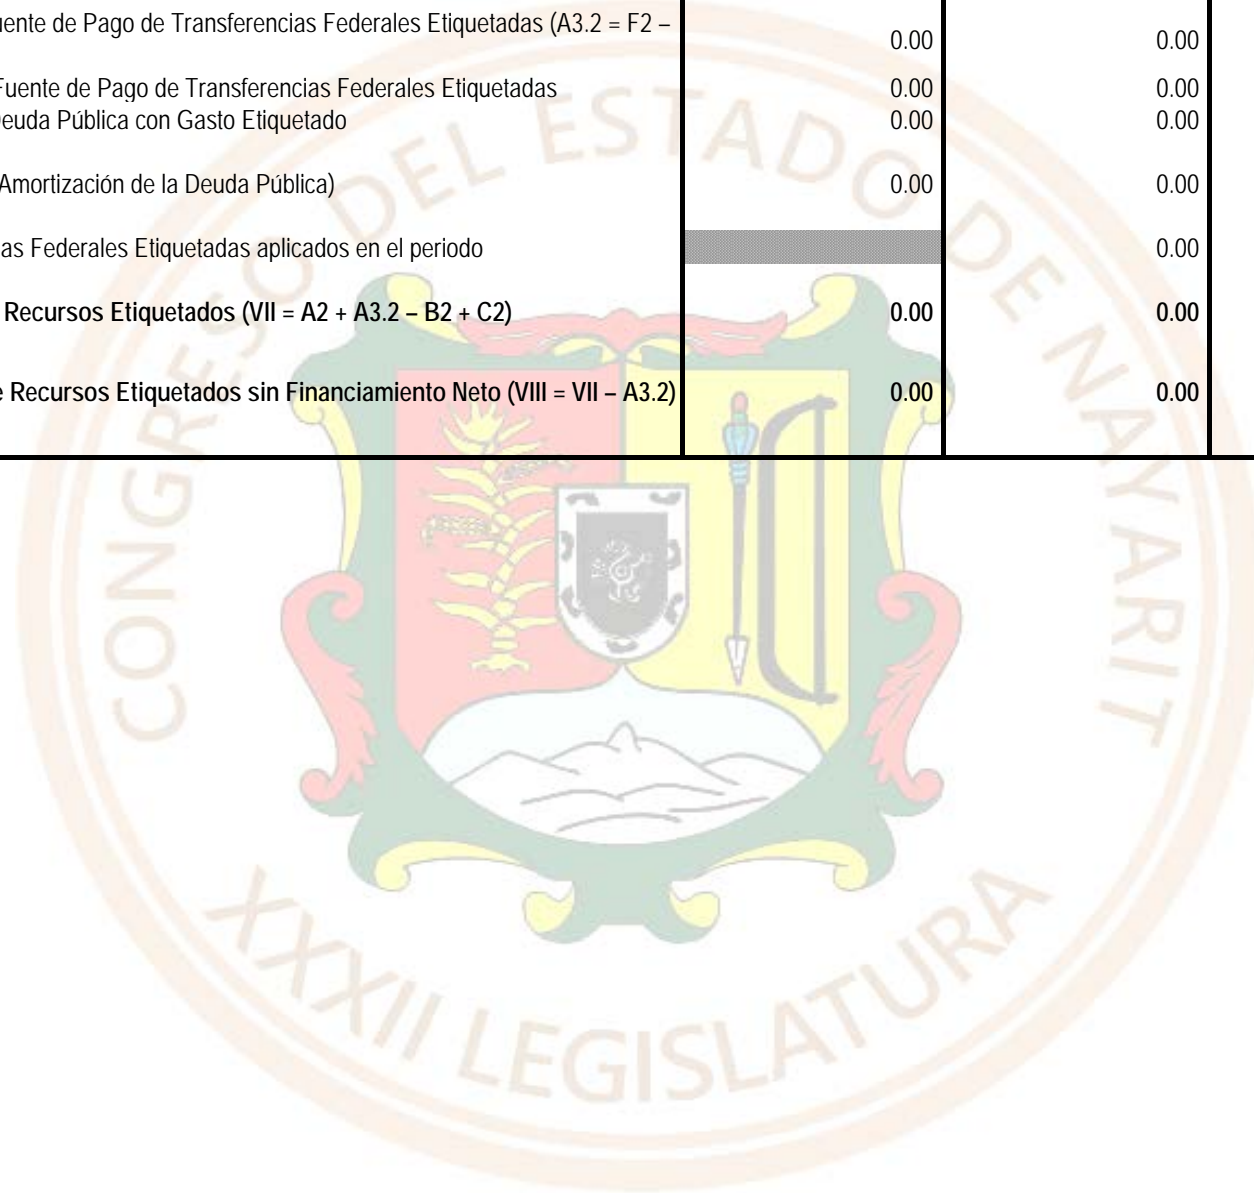 de Pago de Transferencias Federales Etiquetadas (A3.2 = F2 –
0.00 0.00
Fuente de Pago de Transferencias Federales Etiquetadas 0.00 0.00
Deuda Pública con Gasto Etiquetado 0.00 0.00
Amortización de la Deuda Pública) 0.00 0.00
Federales Etiquetadas aplicados en el periodo 0.00
Recursos Etiquetados (VII = A2 + A3.2 – B2 + C2) 0.00 0.00
Recursos Etiquetados sin Financiamiento Neto (VIII = VII – A3.2) 0.00 0.00
CONGRESO DEL ESTADO DE NAYARIT
XXXII LEGISLATURA